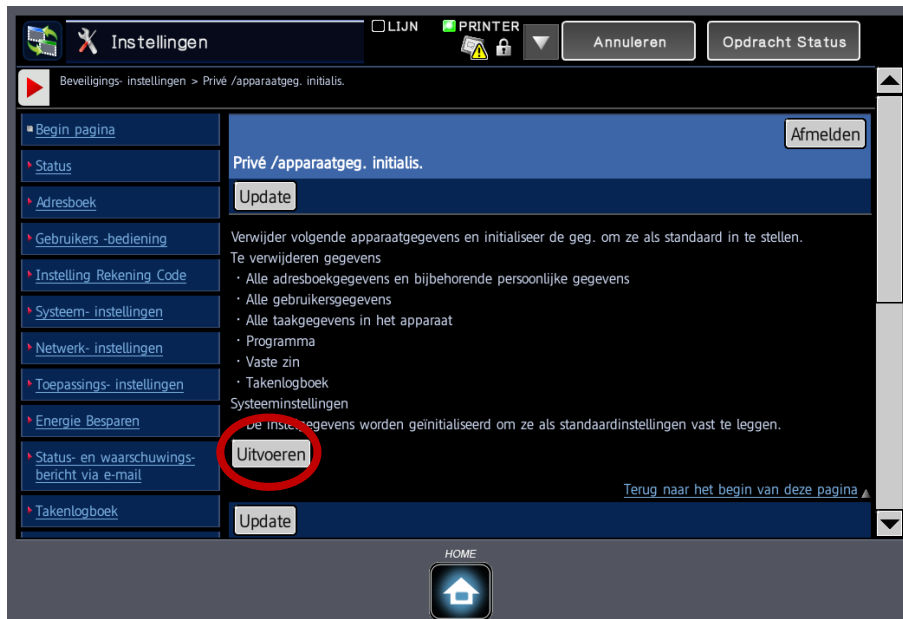 Instellingen
LIJN
PRINTER
Annuleren
Opdracht Status
Beveiligings- instellingen > Privé /apparaatgeg. initialis.
Begin pagina
Status
Adresboek
Gebruikers -bediening
Instelling Rekening Code
Systeem- instellingen
Netwerk- instellingen
Toepassings- instellingen
Energie Besparen
Status- en waarschuwings-
bericht via e-mail
Takenlogboek
Afmelden
Privé /apparaatgeg. initialis.
Update
Verwijder volgende apparaatgegevens en initialiseer de geg. om ze als standaard in te stellen.
Te verwijderen gegevens
・Alle adresboekgegevens en bijbehorende persoonlijke gegevens
・Alle gebruikersgegevens
・Alle taakgegevens in het apparaat
・Programma
・Vaste zin
・Takenlogboek
Systeeminstellingen
De instelgegevens worden geïnitialiseerd om ze als standaardinstellingen vast te leggen.
Uitvoeren
Terug naar het begin van deze pagina
Update
HOME